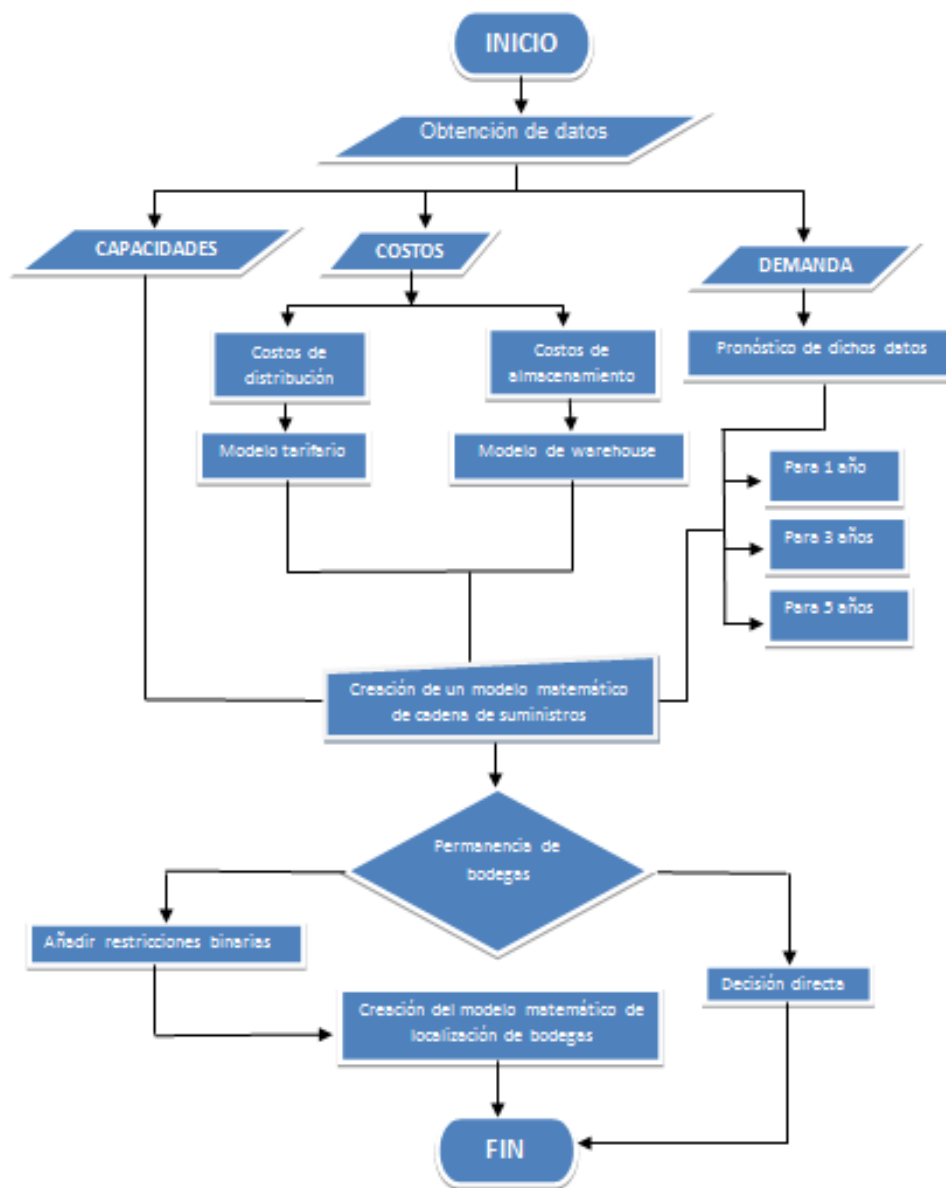 INICIO
Obtención de datos
CAPACIDADES
COSTOS
DEMANDA
Costos de
distribución
Costos de
almacenamiento
Pronóstico de dichos datos
Modelo tarifario
Modelo de warehouse
Para 1 año
Para 3 años
Para 5 años
Creación de un modelo matemático
de cadena de suministros
Permanencia de
bodegas
Añadir restricciones binarias
Decisión directa
Creación del modelo matemático de
localización de bodegas
FIN